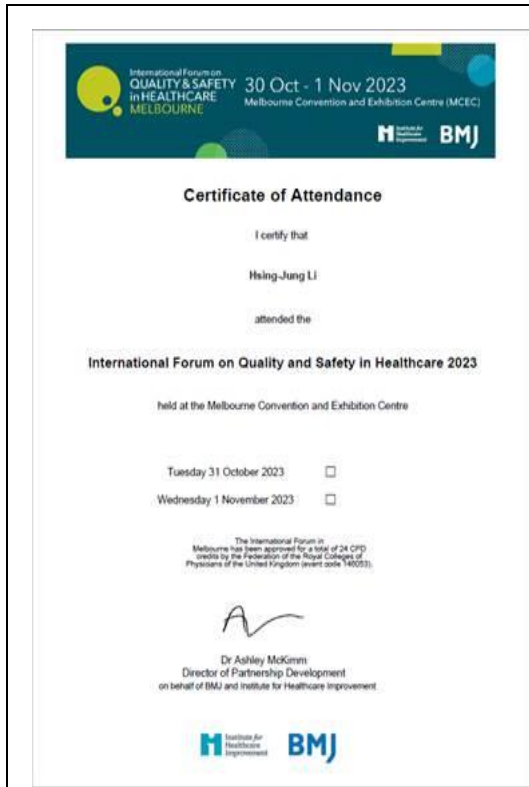 International Forum on
QUALITY & SAFETY
in HEALTHCARE
MELBOURNE
30 Oct - 1 Nov 2023
Melbourne Convention and Exhibition Centre (MCEC)
Institute for
Healthcare
Improvement
BMJ
Certificate of Attendance
I certify that
Hsing-Jung Li
attended the
International Forum on Quality and Safety in Healthcare 2023
held at the Melbourne Convention and Exhibition Centre
Tuesday 31 October 2023
Wednesday 1 November 2023
The International Forum in
Melbourne has been approved for a total of 24 CPD
credits by the Federation of the Royal Colleges of
Physicians of the United Kingdom (event code 146053).
Dr Ashley McKimm
Director of Partnership Development
on behalf of BMJ and Institute for Healthcare Improvement
Institute for
Healthcare
Improvement
BMJ